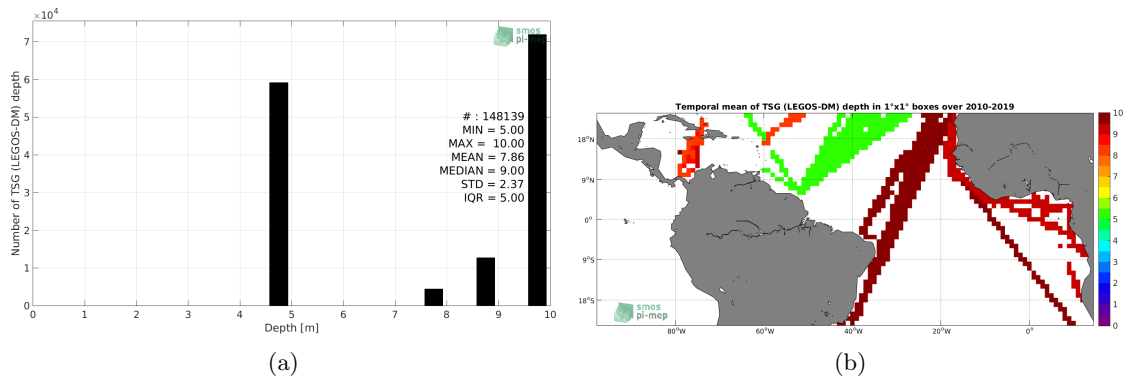 ×10⁴
7
6
5
4
3
2
1
0
Number of TSG (LEGOS-DM) depth
smos
pi-mep
# : 148139
MIN = 5.00
MAX = 10.00
MEAN = 7.86
MEDIAN = 9.00
STD = 2.37
IQR = 5.00
0 1 2 3 4 5 6 7 8 9 10
Depth [m]
(a)
Temporal mean of TSG (LEGOS-DM) depth in 1°x1° boxes over 2010-2019
18°N
9°N
0°
9°S
18°S
80°W 60°W 40°W 20°W 0°
smos
pi-mep
10
9
8
7
6
5
4
3
2
1
0
(b)